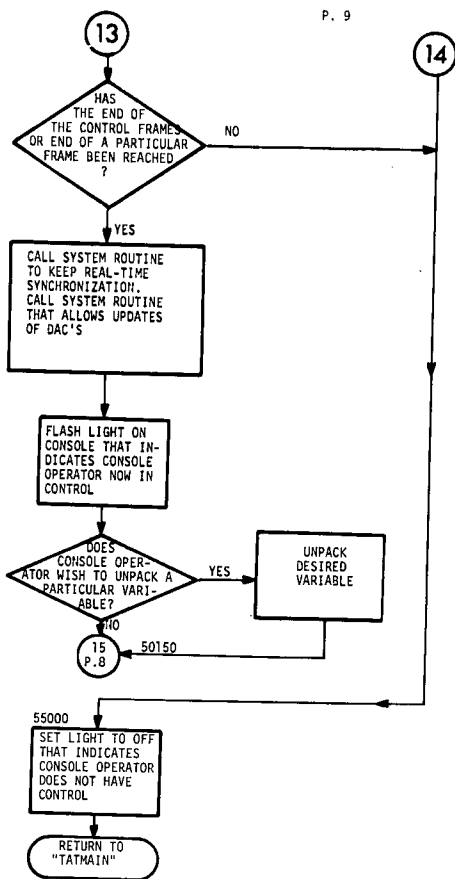 P. 9
13
14
HAS
THE END OF
THE CONTROL FRAMES
OR END OF A PARTICULAR
FRAME BEEN REACHED
?
NO
YES
CALL SYSTEM ROUTINE
TO KEEP REAL-TIME
SYNCHRONIZATION.
CALL SYSTEM ROUTINE
THAT ALLOWS UPDATES
OF DAC'S
FLASH LIGHT ON
CONSOLE THAT IN-
DICATES CONSOLE
OPERATOR NOW IN
CONTROL
DOES
CONSOLE OPER-
ATOR WISH TO UNPACK A
PARTICULAR VARI-
ABLE?
YES
UNPACK
DESIRED
VARIABLE
NO
15
P.8
50150
55000
SET LIGHT TO OFF
THAT INDICATES
CONSOLE OPERATOR
DOES NOT HAVE
CONTROL
RETURN TO
"TATMAIN"